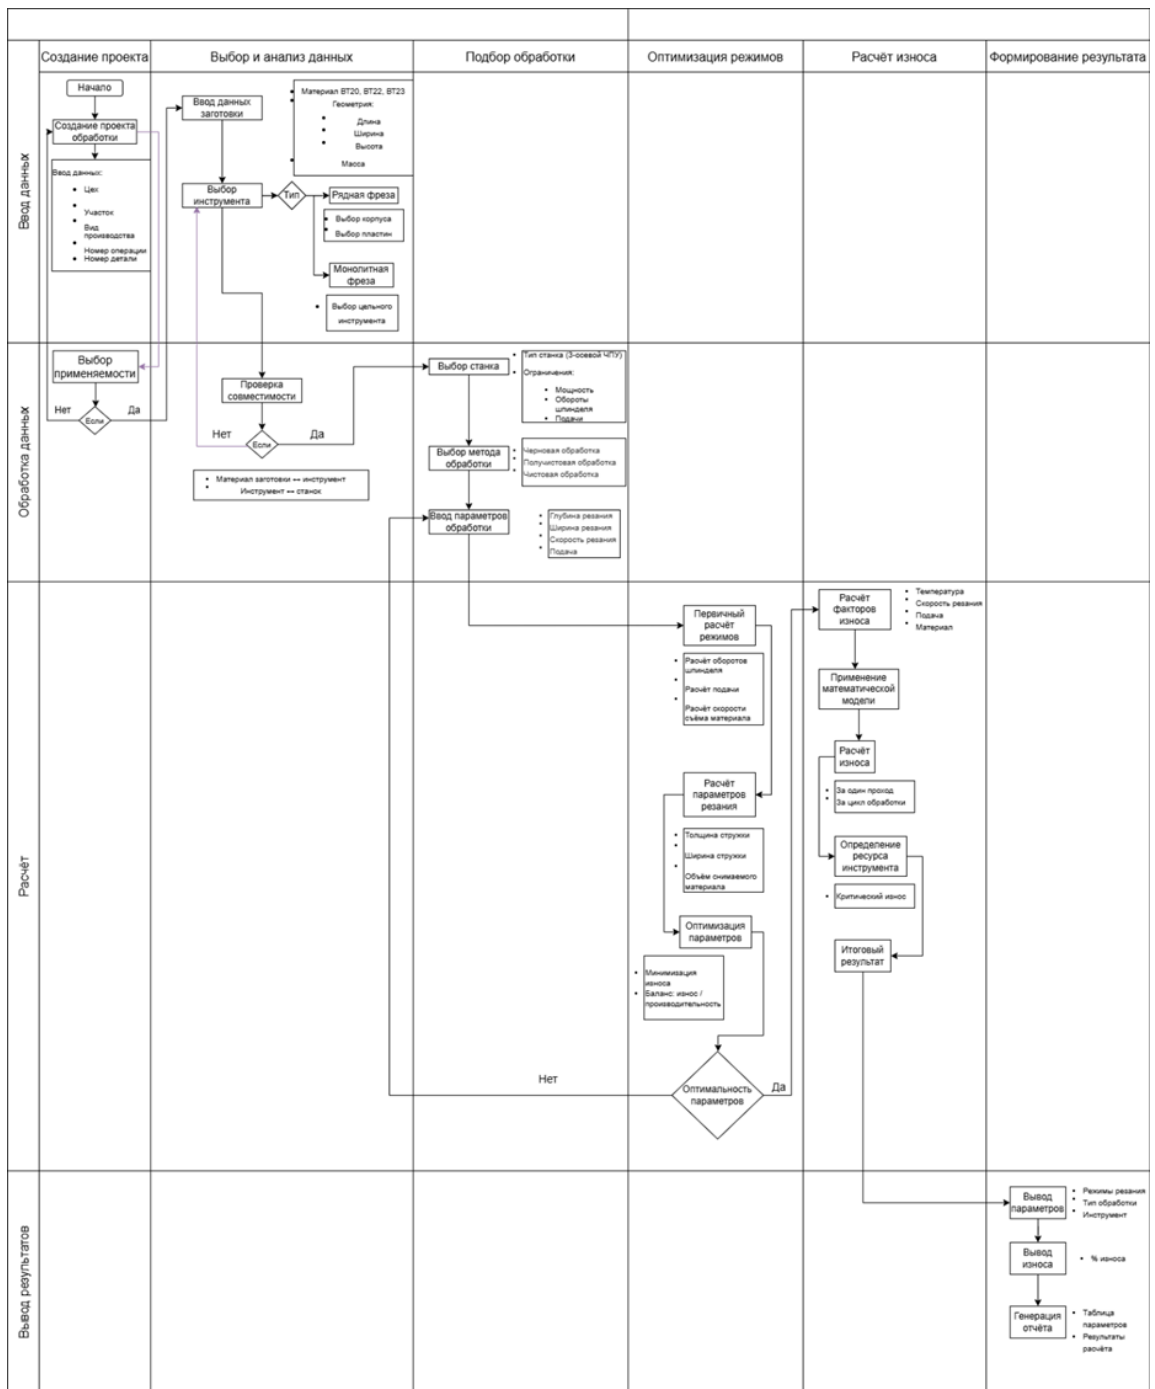 Создание проекта
Выбор и анализ данных
Подбор обработки
Оптимизация режимов
Расчёт износа
Формирование результата
Ввод данных
Начало
Создание проекта
обработки
Ввод данных:
Цех
Участок
Вид
производства
Номер операции
Номер детали
Ввод данных
заготовки
Материал ВТ20, ВТ22, ВТ23
Геометрия:
Длина
Ширина
Высота
Масса
Выбор
инструмента
Тип
Рядная фреза
Выбор корпуса
Выбор пластин
Монолитная
фреза
Выбор цельного
инструмента
Обработка данных
Выбор
применяемости
Нет
Да
Если
Проверка
совместимости
Нет
Да
Если
Материал заготовки ↔ инструмент
Инструмент ↔ станок
Выбор станка
Тип станка (3-осевой ЧПУ)
Ограничения:
Мощность
Обороты
шпинделя
Подачи
Выбор метода
обработки
Черновая обработка
Получистовая обработка
Чистовая обработка
Ввод параметров
обработки
Глубина резания
Ширина резания
Скорость резания
Подача
Расчёт
Первичный
расчёт
режимов
Расчёт оборотов
шпинделя
Расчёт подачи
Расчёт скорости
съёма материала
Расчёт
параметров
резания
Толщина стружки
Ширина стружки
Объём снимаемого
материала
Оптимизация
параметров
Минимизация
износа
Баланс: износ /
производительность
Оптимальность
параметров
Нет
Да
Расчёт
факторов
износа
Температура
Скорость резания
Подача
Материал
Применение
математической
модели
Расчёт
износа
За один проход
За цикл обработки
Определение
ресурса
инструмента
Критический износ
Итоговый
результат
Вывод результатов
Вывод
параметров
Режимы резания
Тип обработки
Инструмент
Вывод
износа
% износа
Генерация
отчёта
Таблица
параметров
Результаты
расчёта